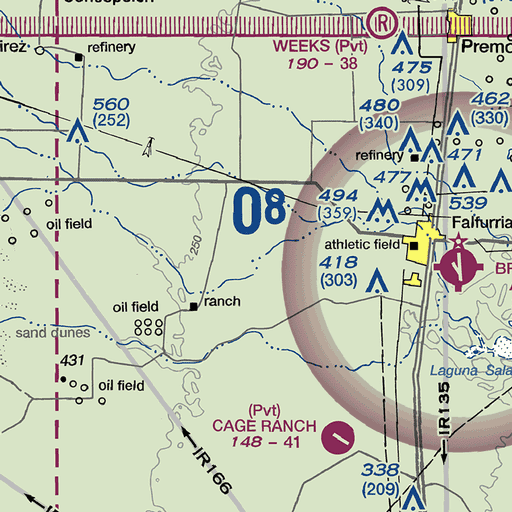 Concepcion
irez
refinery
R
WEEKS (Pvt)
190 - 38
Premo
475
(309)
560
(252)
480
(340)
462
(330)
refinery
471
477
494
(359)
539
08
Falfurria
oil field
athletic field
250
418
(303)
BR
oil field
ranch
sand dunes
431
oil field
Laguna Sala
IR135
(Pvt)
CAGE RANCH
148 - 41
IR166
338
(209)